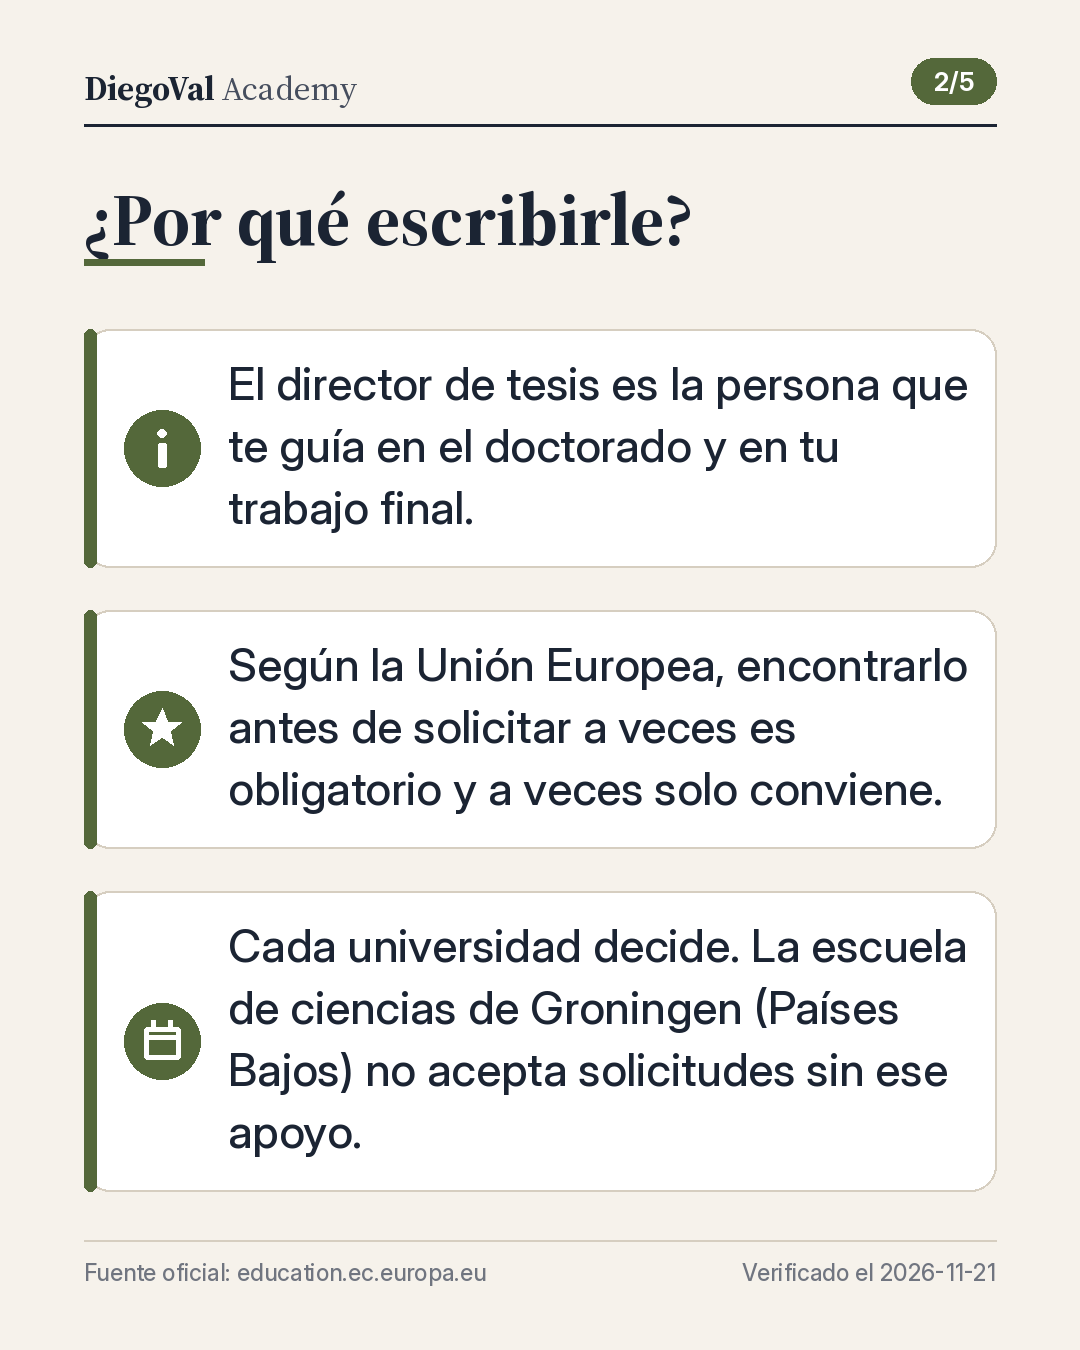 DiegoVal Academy
2/5
¿Por qué escribirle?
El director de tesis es la persona que
te guía en el doctorado y en tu
trabajo final.
Según la Unión Europea, encontrarlo
antes de solicitar a veces es
obligatorio y a veces solo conviene.
Cada universidad decide. La escuela
de ciencias de Groningen (Países
Bajos) no acepta solicitudes sin ese
apoyo.
Fuente oficial: education.ec.europa.eu
Verificado el 2026-11-21